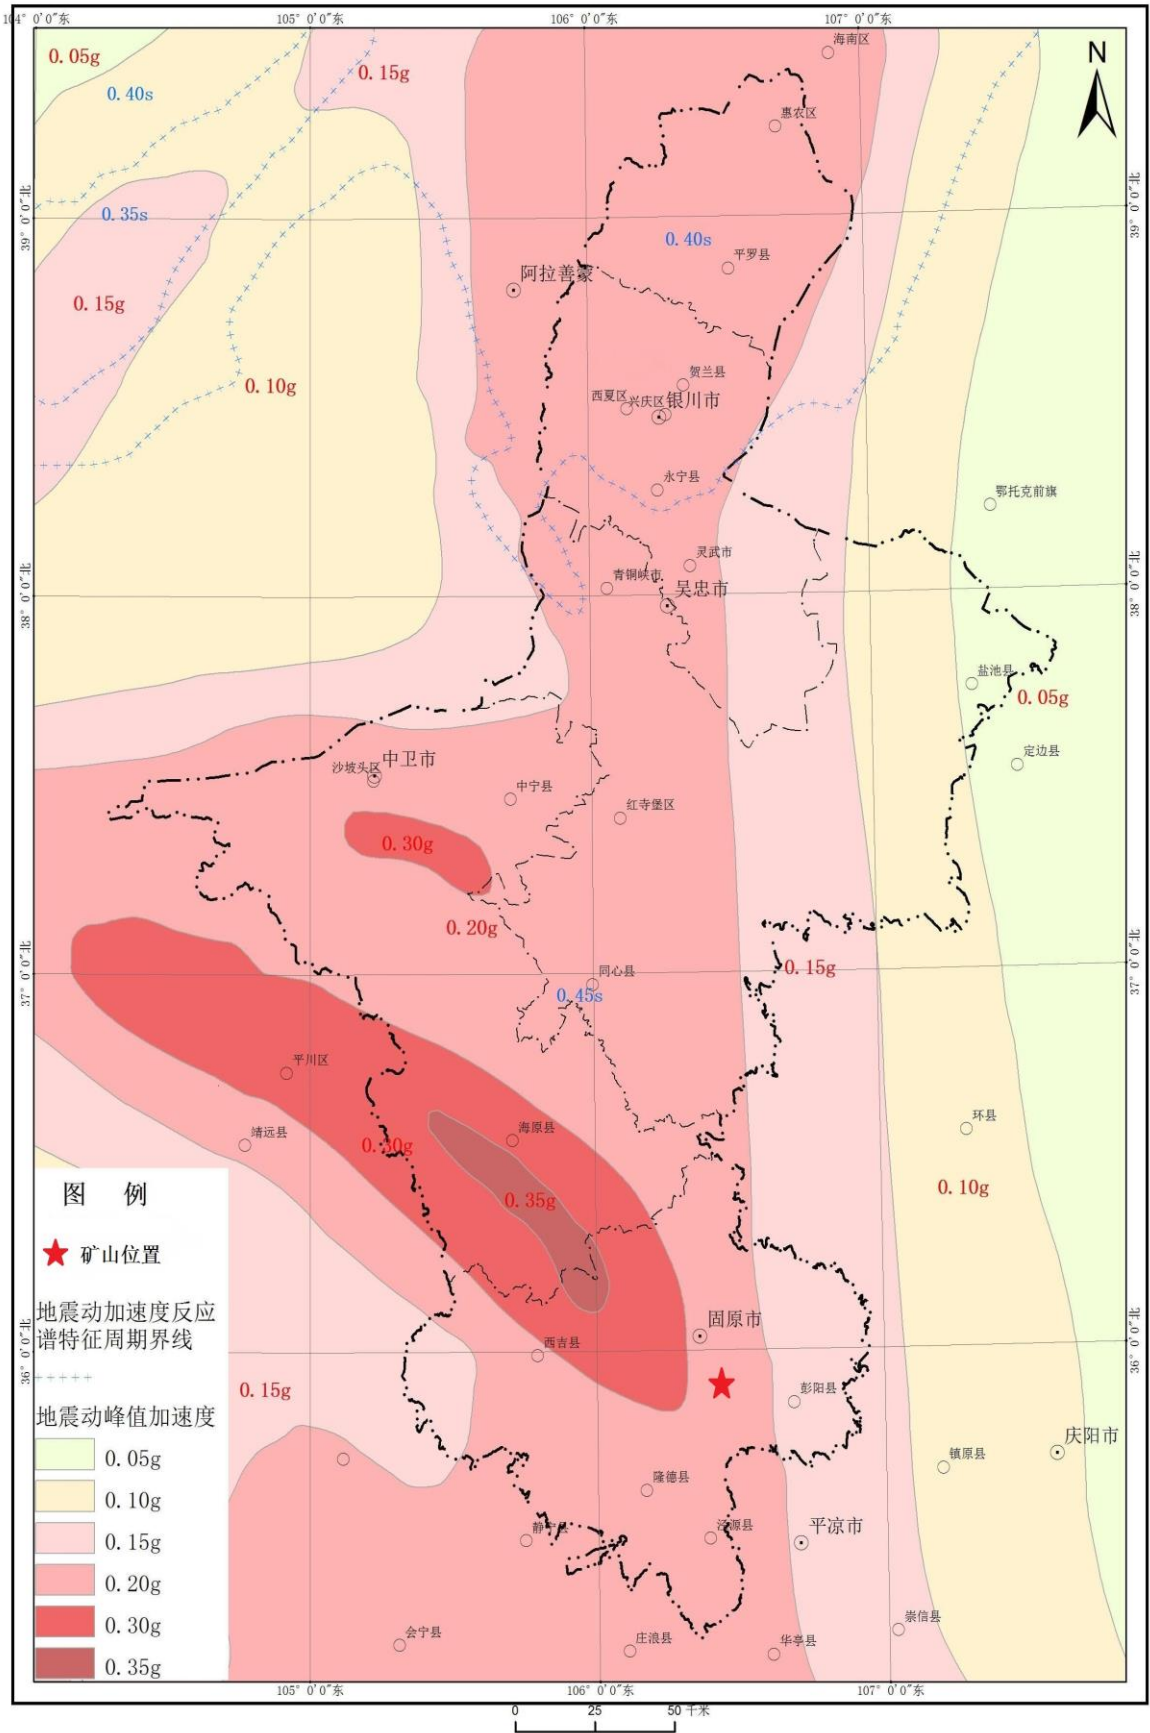 104° 0′0″东
105° 0′0″东
106° 0′0″东
107° 0′0″东
N
海南区
0.05g
0.15g
0.40s
惠农区
39° 0′0″北
39° 0′0″北
0.35s
0.40s
平罗县
阿拉善蒙
0.15g
0.10g
贺兰县
西夏区
兴庆区
银川市
永宁县
鄂托克前旗
灵武市
青铜峡市
吴忠市
38° 0′0″北
38° 0′0″北
盐池县
0.05g
定边县
中卫市
沙坡头区
中宁县
红寺堡区
0.30g
0.20g
0.15g
37° 0′0″北
37° 0′0″北
同心县
0.45s
平川区
环县
靖远县
海原县
0.30g
0.35g
0.10g
固原市
西吉县
36° 0′0″北
36° 0′0″北
0.15g
彭阳县
庆阳市
镇原县
隆德县
静宁县
泾源县
平凉市
崇信县
会宁县
庄浪县
华亭县
图 例
矿山位置
地震动加速度反应
谱特征周期界线
地震动峰值加速度
0.05g
0.10g
0.15g
0.20g
0.30g
0.35g
105° 0′0″东
106° 0′0″东
107° 0′0″东
0 25 50 千米